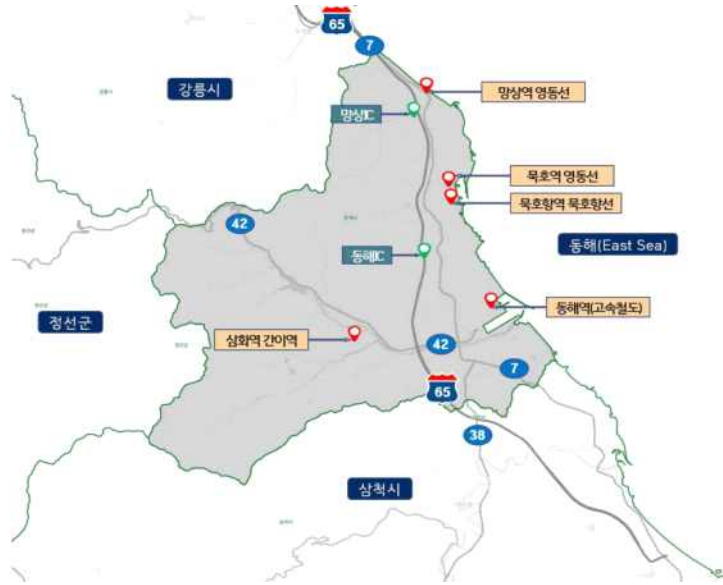 65
7
강릉시
망상역 영동선
망상IC
묵호역 영동선
묵호항역 묵호항선
42
동해(East Sea)
동해IC
정선군
동해역(고속철도)
삼화역 간이역
42
7
65
38
삼척시